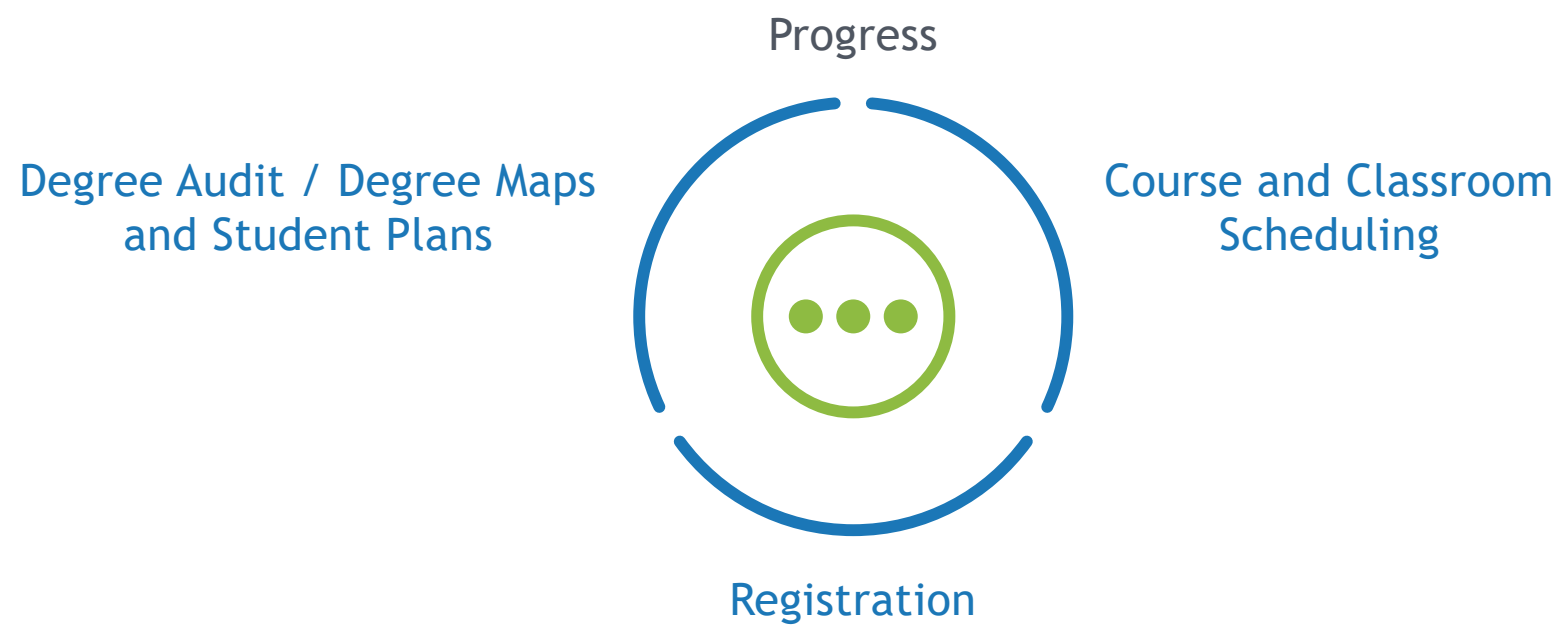 Progress
Degree Audit / Degree Maps
and Student Plans
Course and Classroom
Scheduling
Registration